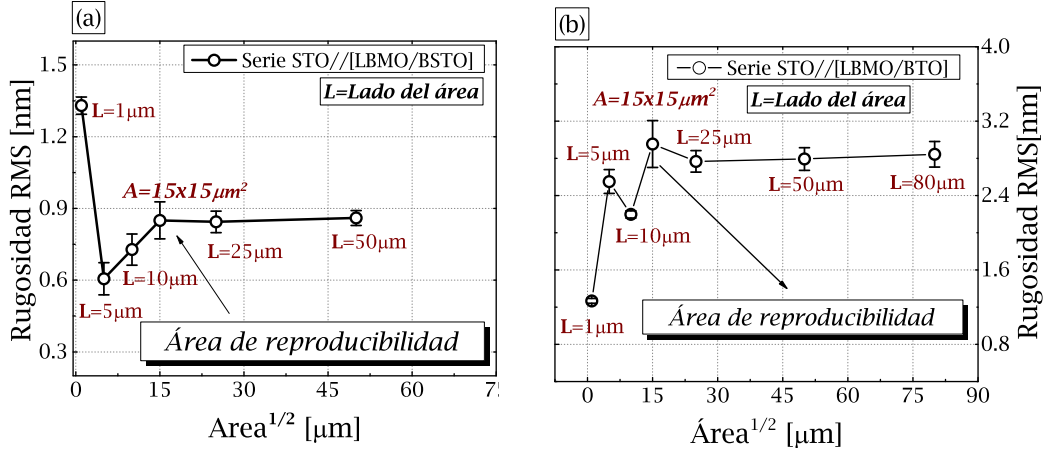 (a)
Serie STO//[LBMO/BSTO]
L=Lado del área
L=1μm
A=15x15μm²
L=25μm
L=50μm
L=10μm
L=5μm
Área de reproducibilidad
Rugosidad RMS [nm]
1.5
1.2
0.9
0.6
0.3
0 15 30 45 60 75
Area^1/2 [μm]
(b)
Serie STO//[LBMO/BTO]
L=Lado del área
A=15x15μm²
L=25μm
L=5μm
L=50μm
L=80μm
L=10μm
L=1μm
Área de reproducibilidad
4.0
3.2
2.4
1.6
0.8
Rugosidad RMS[nm]
0 15 30 45 60 75 90
Área^1/2 [μm]